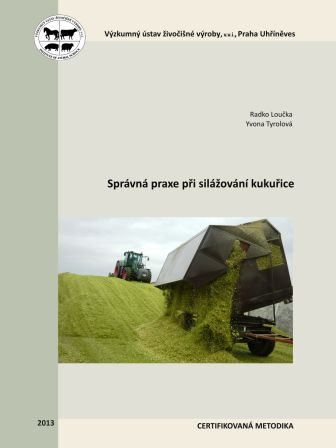 Výzkumný ústav živočišné výroby, v.v.i., Praha Uhříněves
Radko Loučka
Yvona Tyrolová
Správná praxe při silážování kukuřice
2013
CERTIFIKOVANÁ METODIKA